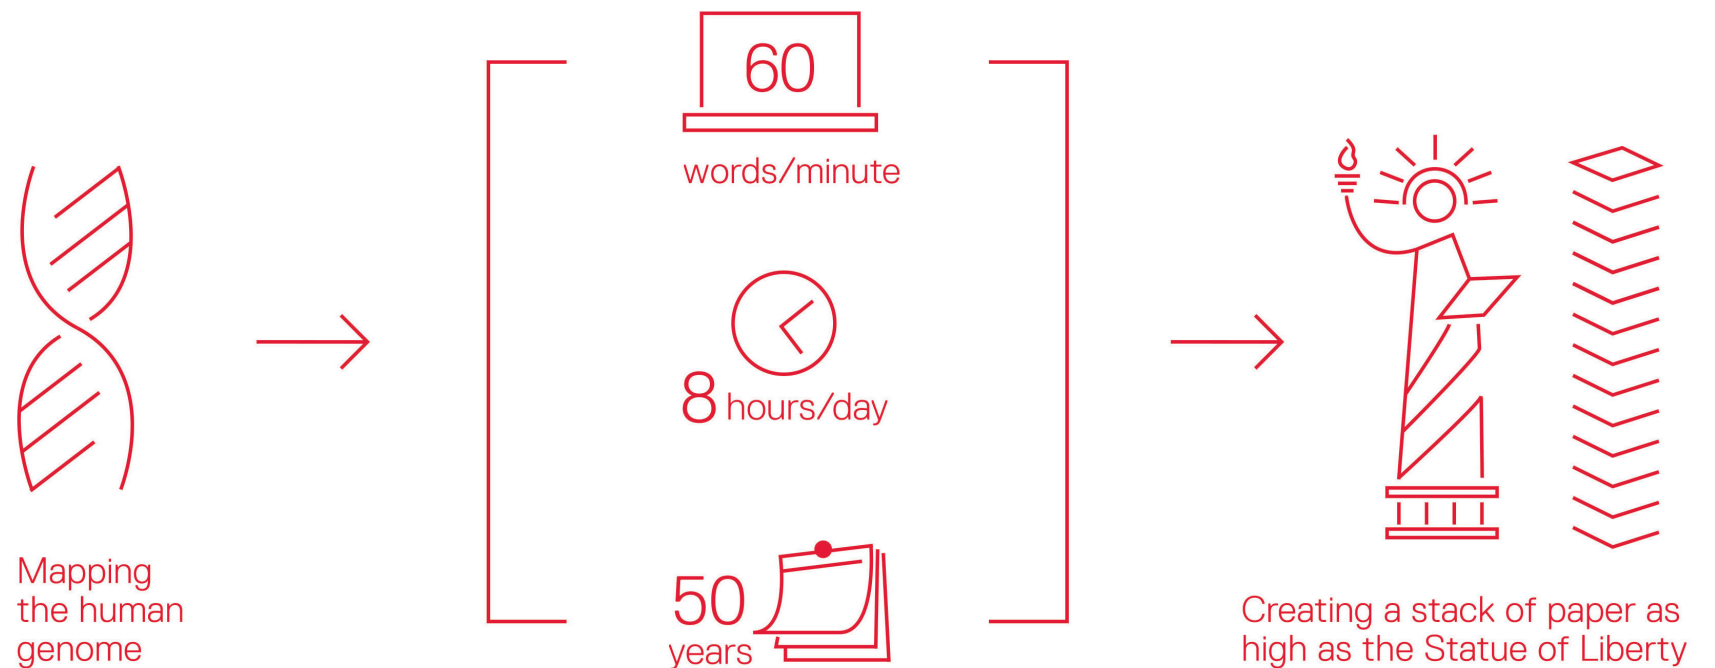 Mapping
the human
genome
60
words/minute
8 hours/day
50
years
Creating a stack of paper as
high as the Statue of Liberty